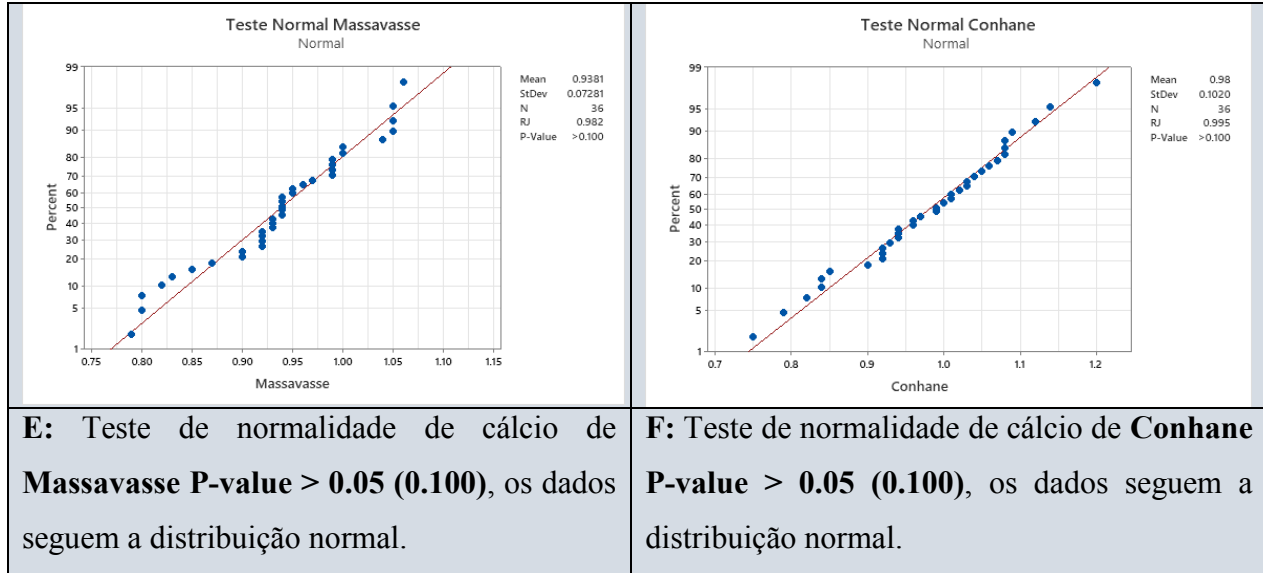 Teste Normal Massavasse
Normal
99
95
90
80
70
60
50
40
30
20
10
5
1
Percent
0.75 0.80 0.85 0.90 0.95 1.00 1.05 1.10 1.15
Massavasse
Mean 0.9381
StDev 0.07281
N 36
RJ 0.982
P-Value >0.100
Teste Normal Conhane
Normal
99
95
90
80
70
60
50
40
30
20
10
5
1
Percent
0.7 0.8 0.9 1.0 1.1 1.2
Conhane
Mean 0.98
StDev 0.1020
N 36
RJ 0.995
P-Value >0.100
E: Teste de normalidade de cálcio de
Massavasse P-value > 0.05 (0.100), os dados
seguem a distribuição normal.
F: Teste de normalidade de cálcio de Conhane
P-value > 0.05 (0.100), os dados seguem a
distribuição normal.